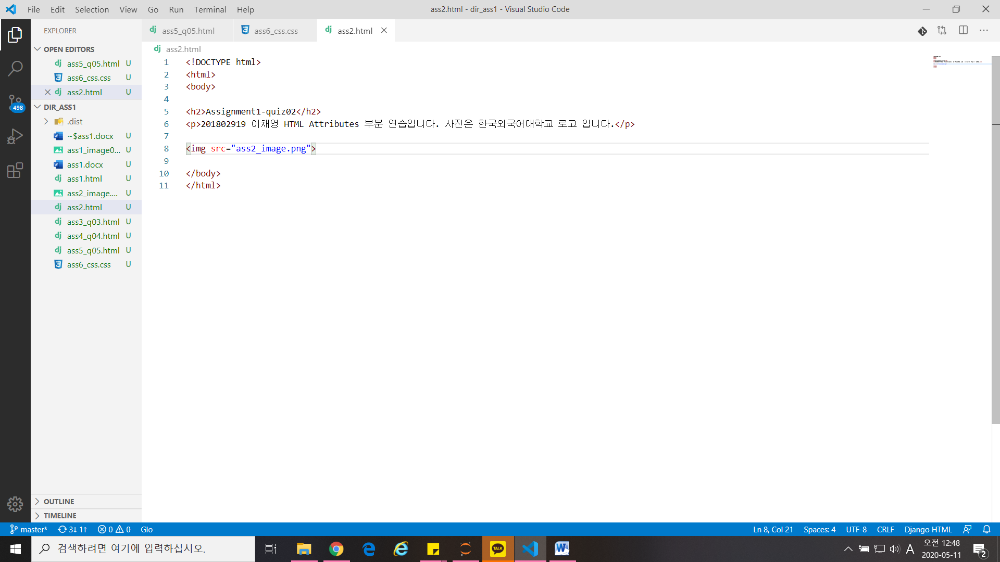 File Edit Selection View Go Run Terminal Help
ass2.html - dir_ass1 - Visual Studio Code
EXPLORER
OPEN EDITORS
ass5_q05.html U
ass6_css.css U
ass2.html U
DIR_ASS1
.dist
~$ass1.docx U
ass1_image0... U
ass1.docx U
ass1.html U
ass2_image.... U
ass2.html U
ass3_q03.html U
ass4_q04.html U
ass5_q05.html U
ass6_css.css U
OUTLINE
TIMELINE
498
ass5_q05.html ass6_css.css ass2.html
ass2.html
1 <!DOCTYPE html>
2 <html>
3 <body>
4
5 <h2>Assignment1-quiz02</h2>
6 <p>201802919 이채영 HTML Attributes 부분 연습입니다. 사진은 한국외국어대학교 로고 입니다.</p>
7
8 <img src="ass2_image.png">
9
10 </body>
11 </html>
master* 3↓ 1↑ 0 0 Glo
Ln 8, Col 21 Spaces: 4 UTF-8 CRLF Django HTML
검색하려면 여기에 입력하십시오.
TALK
A
오전 12:48
2020-05-11
2